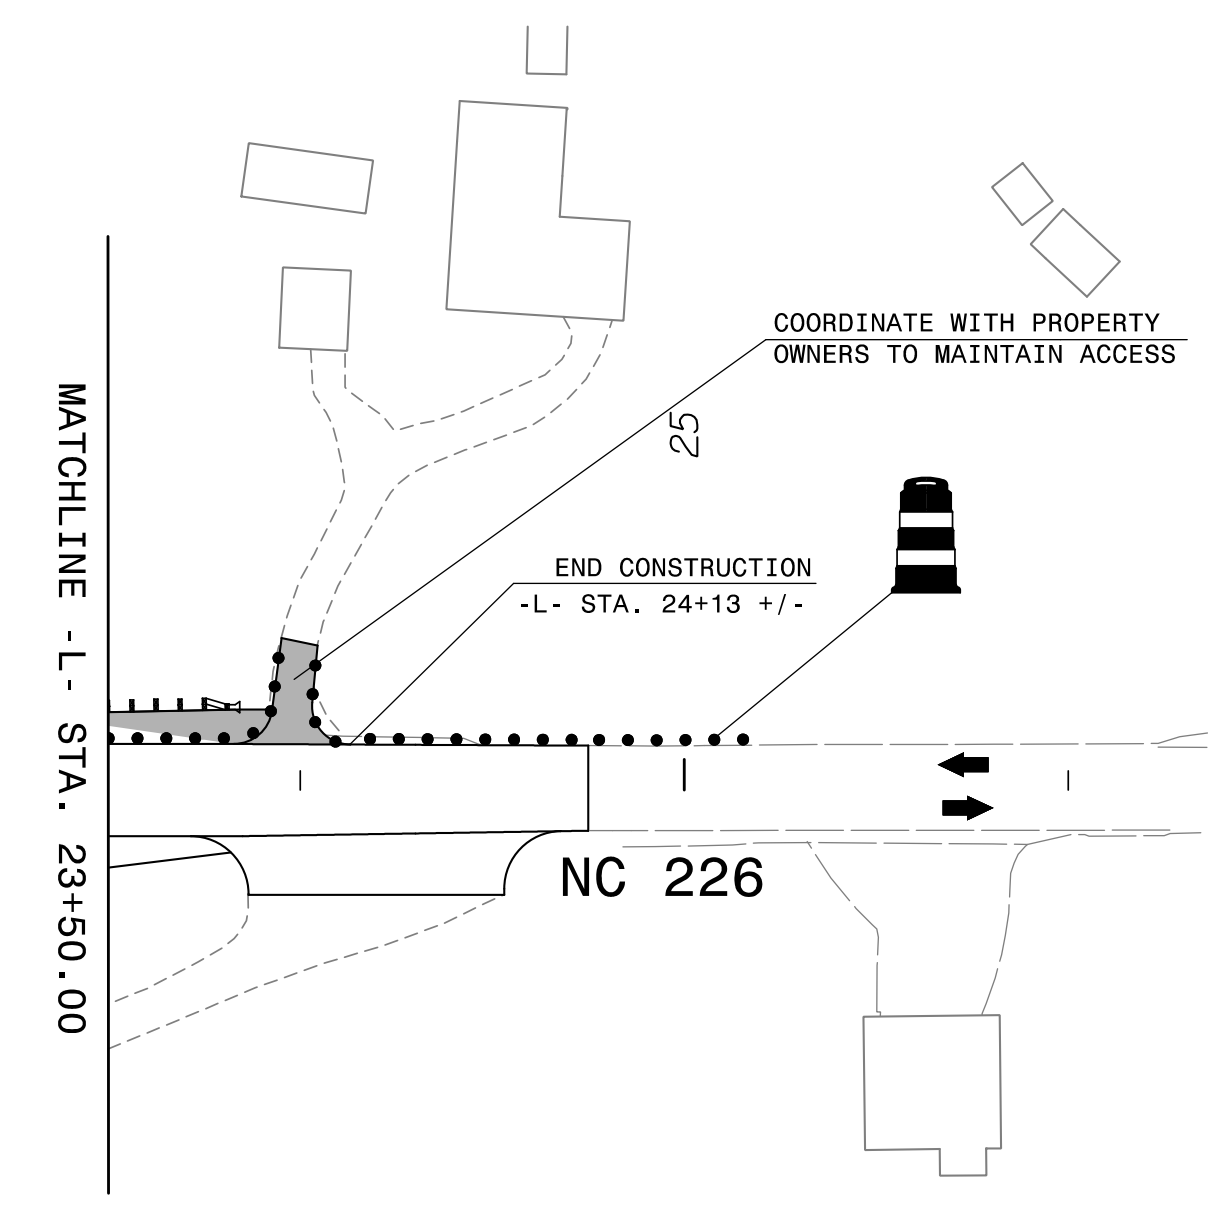 COORDINATE WITH PROPERTY
OWNERS TO MAINTAIN ACCESS
25
END CONSTRUCTION
-L- STA. 24+13 +/-
MATCHLINE -L- STA. 23+50.00
NC 226